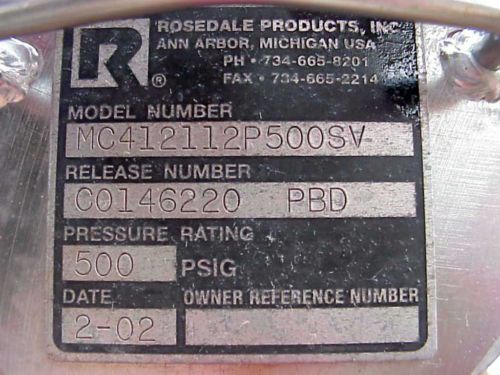 ROSEDALE PRODUCTS, INC
ANN ARBOR, MICHIGAN USA
PH • 734-665-8201
FAX • 734-665-2214
R ®
MODEL NUMBER
MC412112P500SV
RELEASE NUMBER
C0146220 PBD
PRESSURE RATING
500 PSIG
DATE OWNER REFERENCE NUMBER
2-02